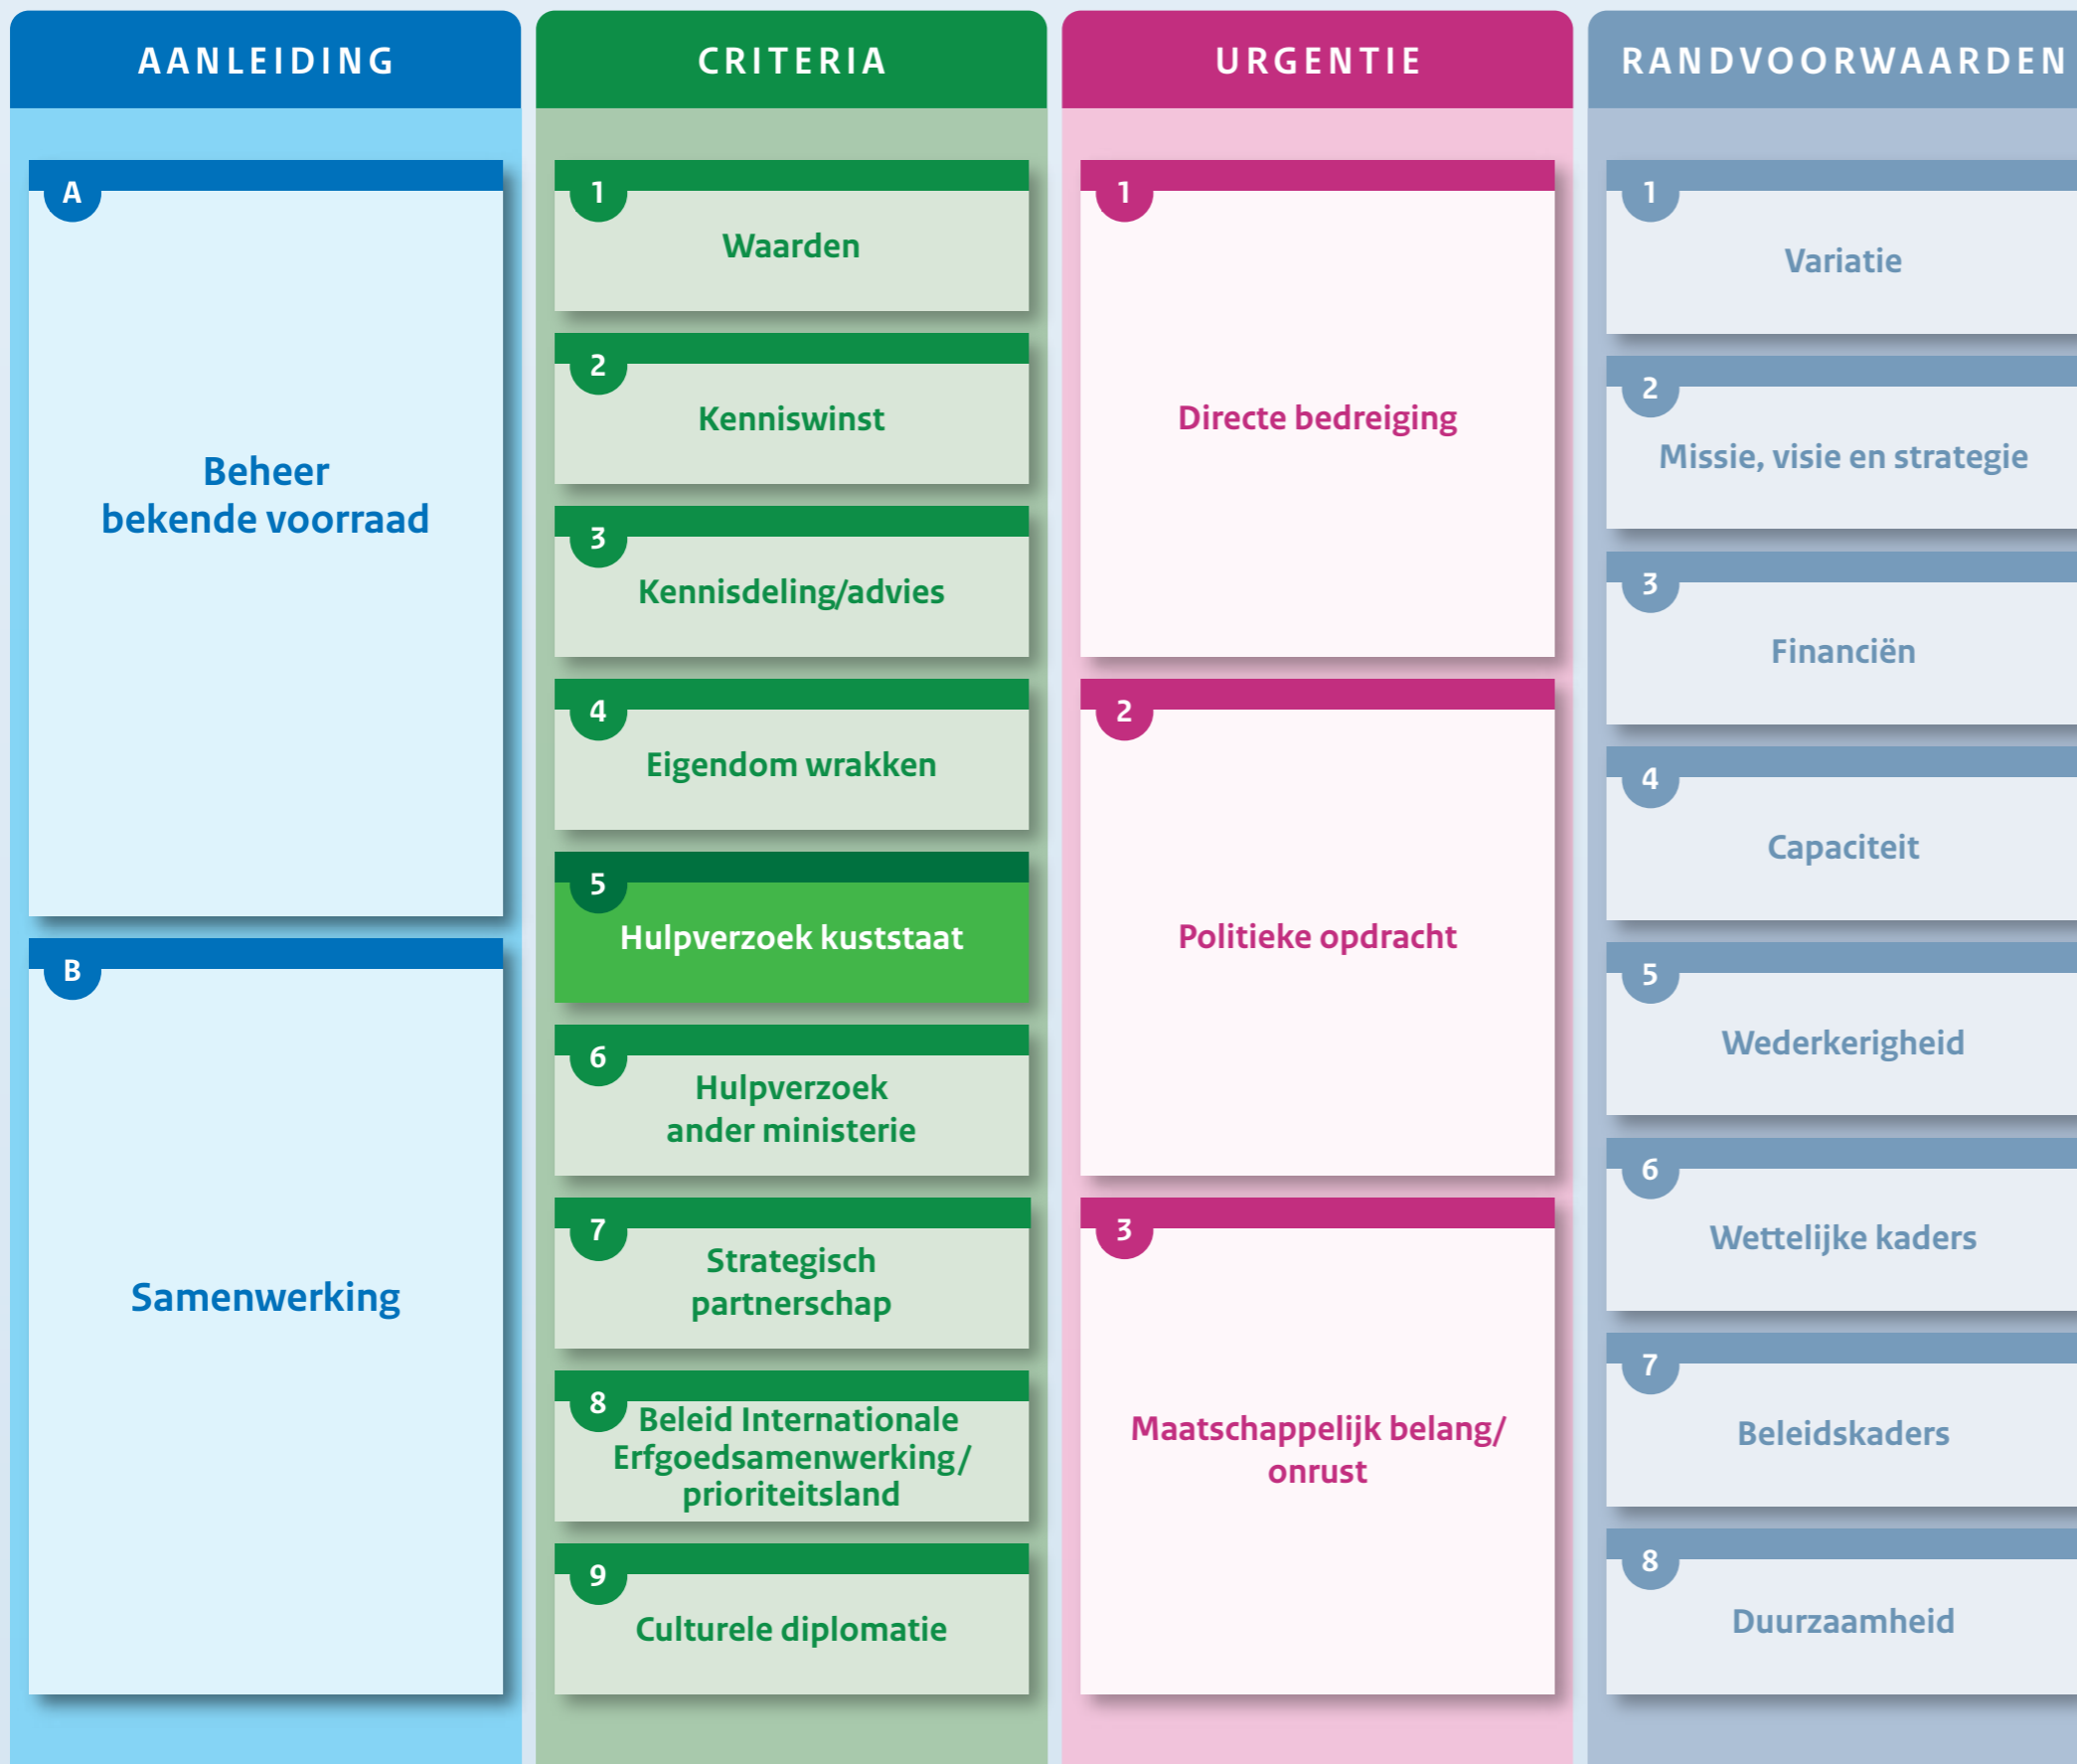 AANLEIDING
A
Beheer
bekende voorraad
B
Samenwerking
CRITERIA
1
Waarden
2
Kenniswinst
3
Kennisdeling/advies
4
Eigendom wrakken
5
Hulpverzoek kuststaat
6
Hulpverzoek
ander ministerie
7
Strategisch
partnerschap
8
Beleid Internationale
Erfgoedsamenwerking/
prioriteitsland
9
Culturele diplomatie
URGENTIE
1
Directe bedreiging
2
Politieke opdracht
3
Maatschappelijk belang/
onrust
RANDVOORWAARDEN
1
Variatie
2
Missie, visie en strategie
3
Financiën
4
Capaciteit
5
Wederkerigheid
6
Wettelijke kaders
7
Beleidskaders
8
Duurzaamheid